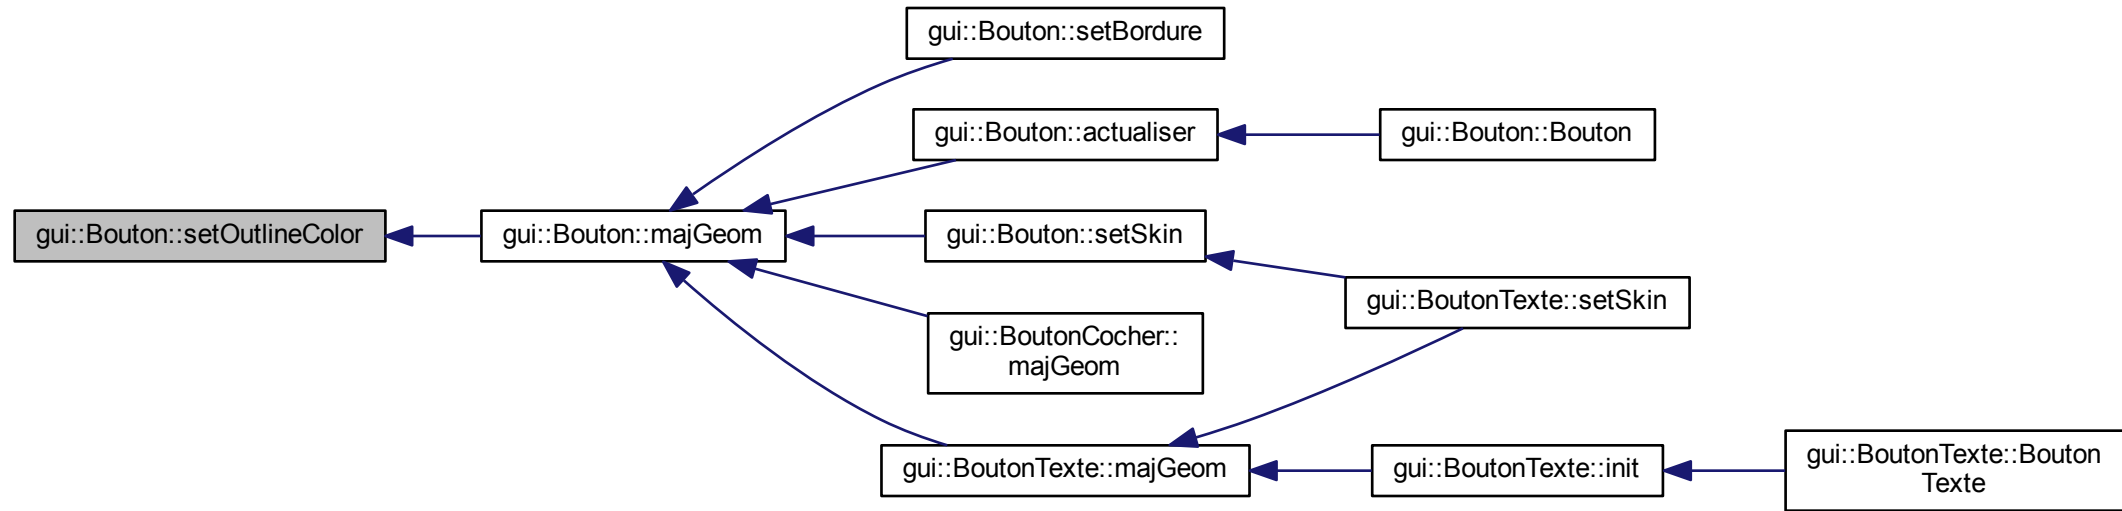 gui::Bouton::setBordure
gui::Bouton::actualiser
gui::Bouton::Bouton
gui::Bouton::setOutlineColor
gui::Bouton::majGeom
gui::Bouton::setSkin
gui::BoutonTexte::setSkin
gui::BoutonCocher::
majGeom
gui::BoutonTexte::majGeom
gui::BoutonTexte::init
gui::BoutonTexte::Bouton
Texte